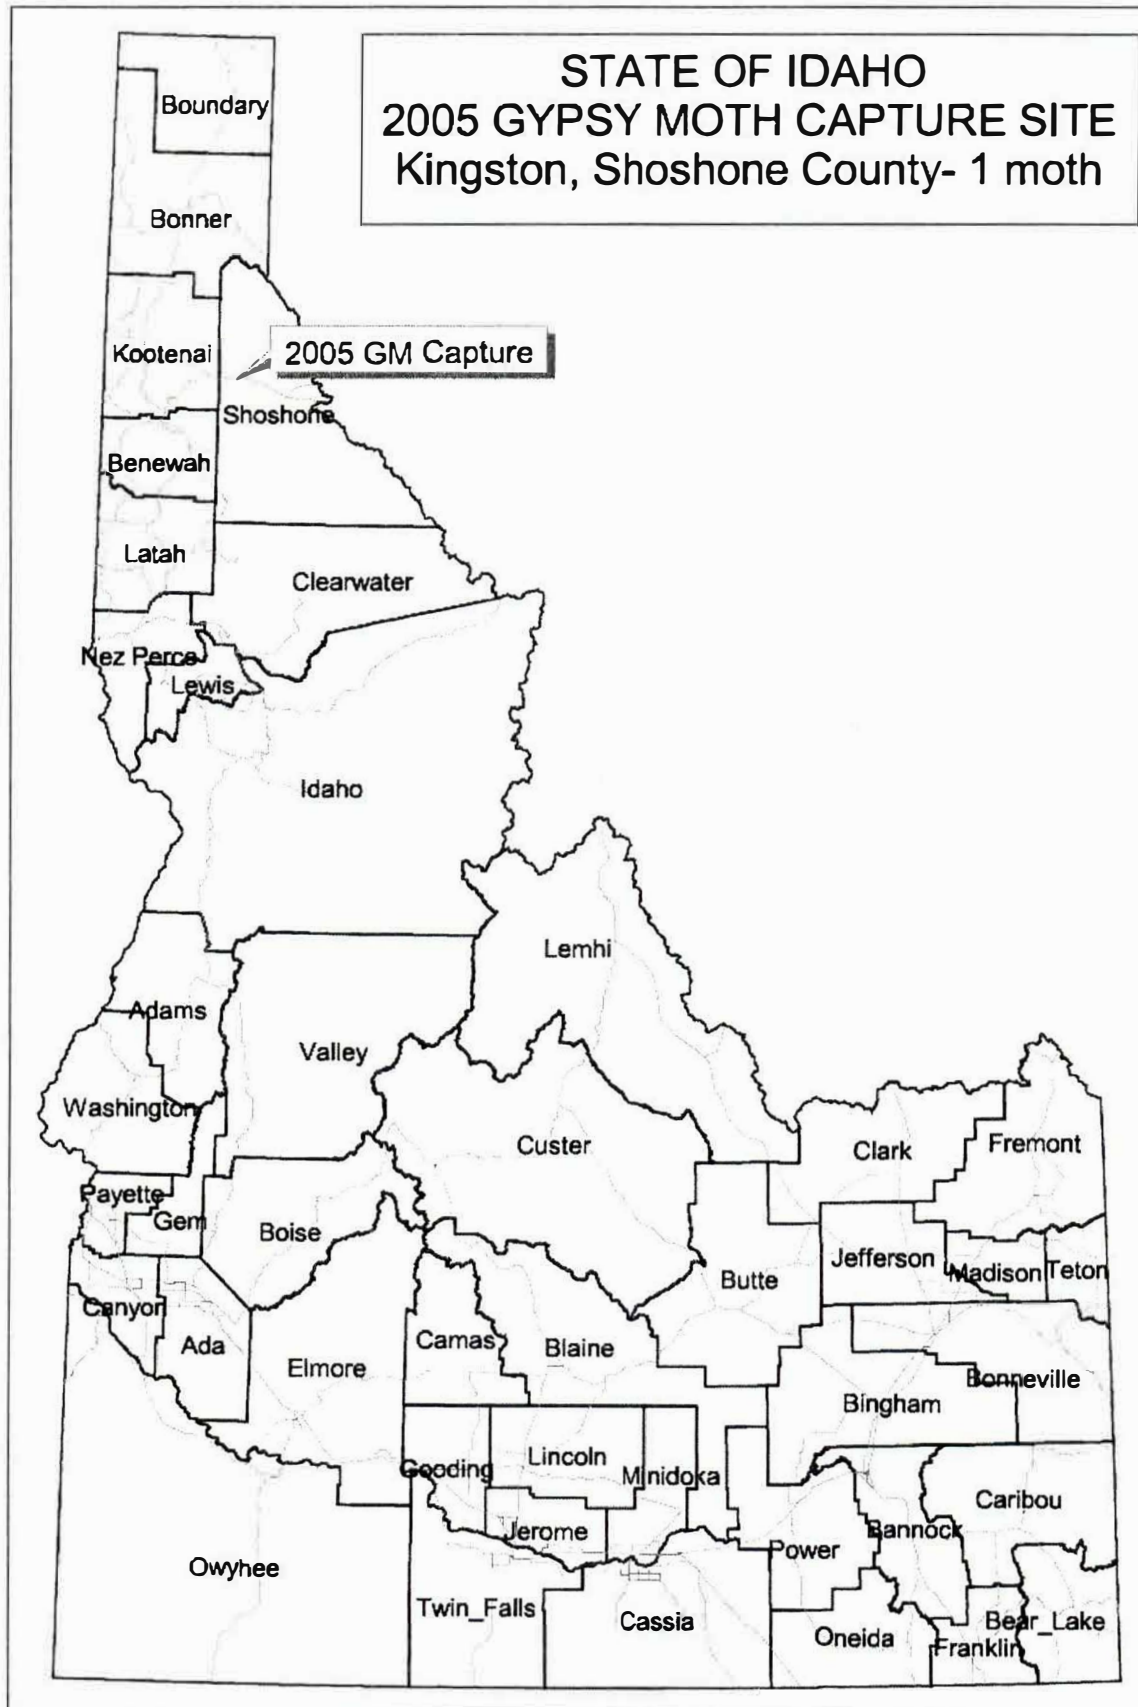 STATE OF IDAHO
2005 GYPSY MOTH CAPTURE SITE
Kingston, Shoshone County- 1 moth
Boundary
Bonner
Kootenai
2005 GM Capture
Shoshone
Benewah
Latah
Clearwater
Nez Perce
Lewis
Idaho
Lemhi
Adams
Valley
Washington
Custer
Clark
Fremont
Payette
Gem
Boise
Jefferson
Madison
Teton
Butte
Canyon
Ada
Camas
Blaine
Elmore
Bonneville
Bingham
Gooding
Lincoln
Minidoka
Caribou
Jerome
Bannock
Power
Owyhee
Twin_Falls
Cassia
Oneida
Bear_Lake
Franklin